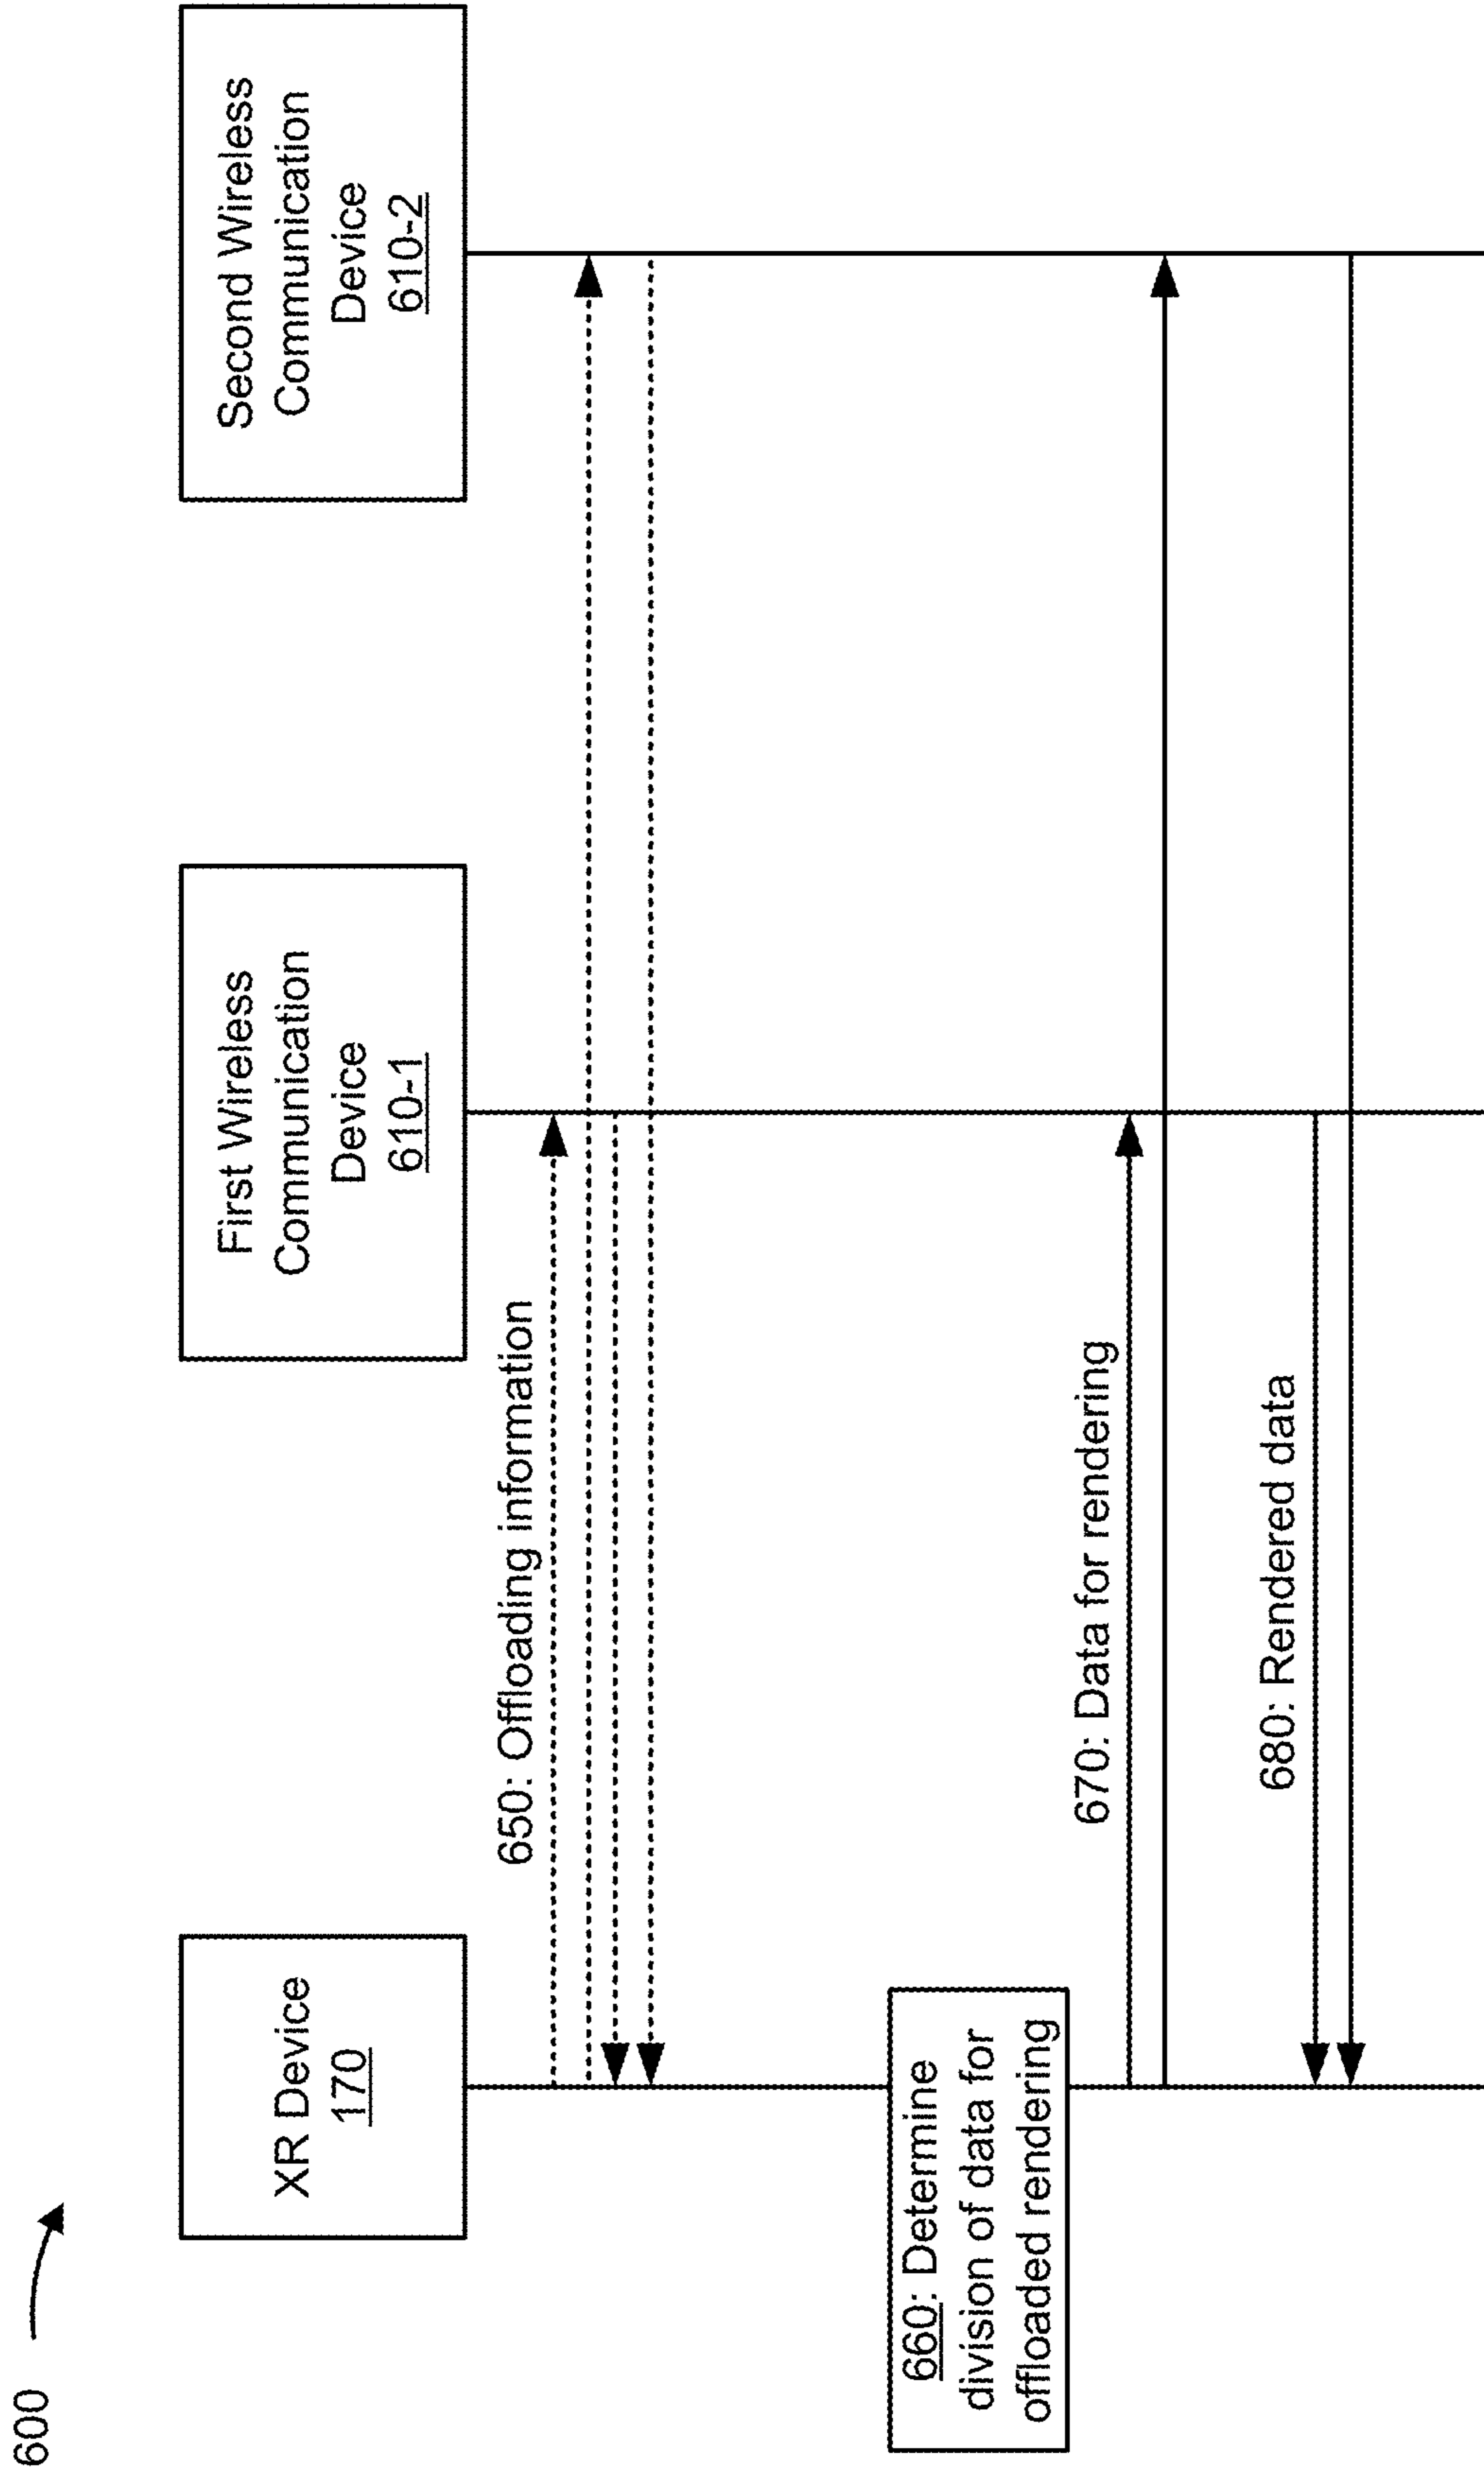 600
XR Device
170
First Wireless
Communication
Device
610-1
Second Wireless
Communication
Device
610-2
650: Offloading information
660: Determine
division of data for
offloaded rendering
670: Data for rendering
680: Rendered data